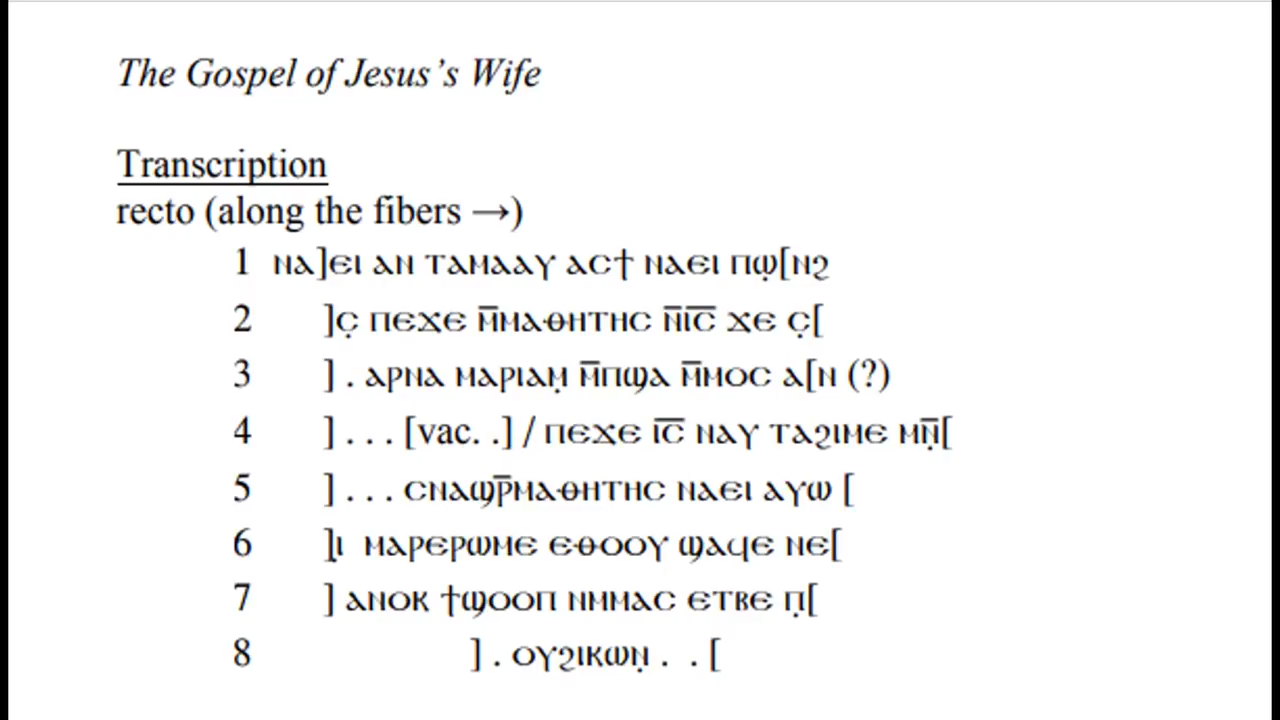 The Gospel of Jesus’s Wife
Transcription
recto (along the fibers →)
1 ⲛⲁ]ⲉⲓ ⲁⲛ ⲧⲁⲙⲁⲁⲩ ⲁⲥϯ ⲛⲁⲉⲓ ⲡⲱ̣[ⲛϩ
2 ]ⲥ̣ ⲡⲉϫⲉ ⲙ̅ⲙⲁⲑⲏⲧⲏⲥ ⲛ̅ⲓ̅ⲥ̅ ϫⲉ ⲥ̣[
3 ] . ⲁⲣⲛⲁ ⲙⲁⲣⲓⲁⲙ̣ ⲙ̅ⲡϣⲁ ⲙ̅ⲙⲟⲥ ⲁ[ⲛ (?)
4 ] . . . [vac. .] / ⲡⲉϫⲉ ⲓ̅ⲥ̅ ⲛⲁⲩ ⲧⲁϩⲓⲙⲉ ⲙⲛ̣̅[
5 ] . . . ⲥⲛⲁϣⲣ̅ⲙⲁⲑⲏⲧⲏⲥ ⲛⲁⲉⲓ ⲁⲩⲱ [
6 ]ⲓ̣ ⲙⲁⲣⲉⲣⲱⲙⲉ ⲉⲑⲟⲟⲩ ϣⲁϥⲉ ⲛⲉ[
7 ] ⲁⲛⲟⲕ ϯϣⲟⲟⲡ ⲛⲙⲙⲁⲥ ⲉⲧⲃⲉ ⲡ̣[
8 ] . ⲟⲩϩⲓⲕⲱⲛ̣ . . [